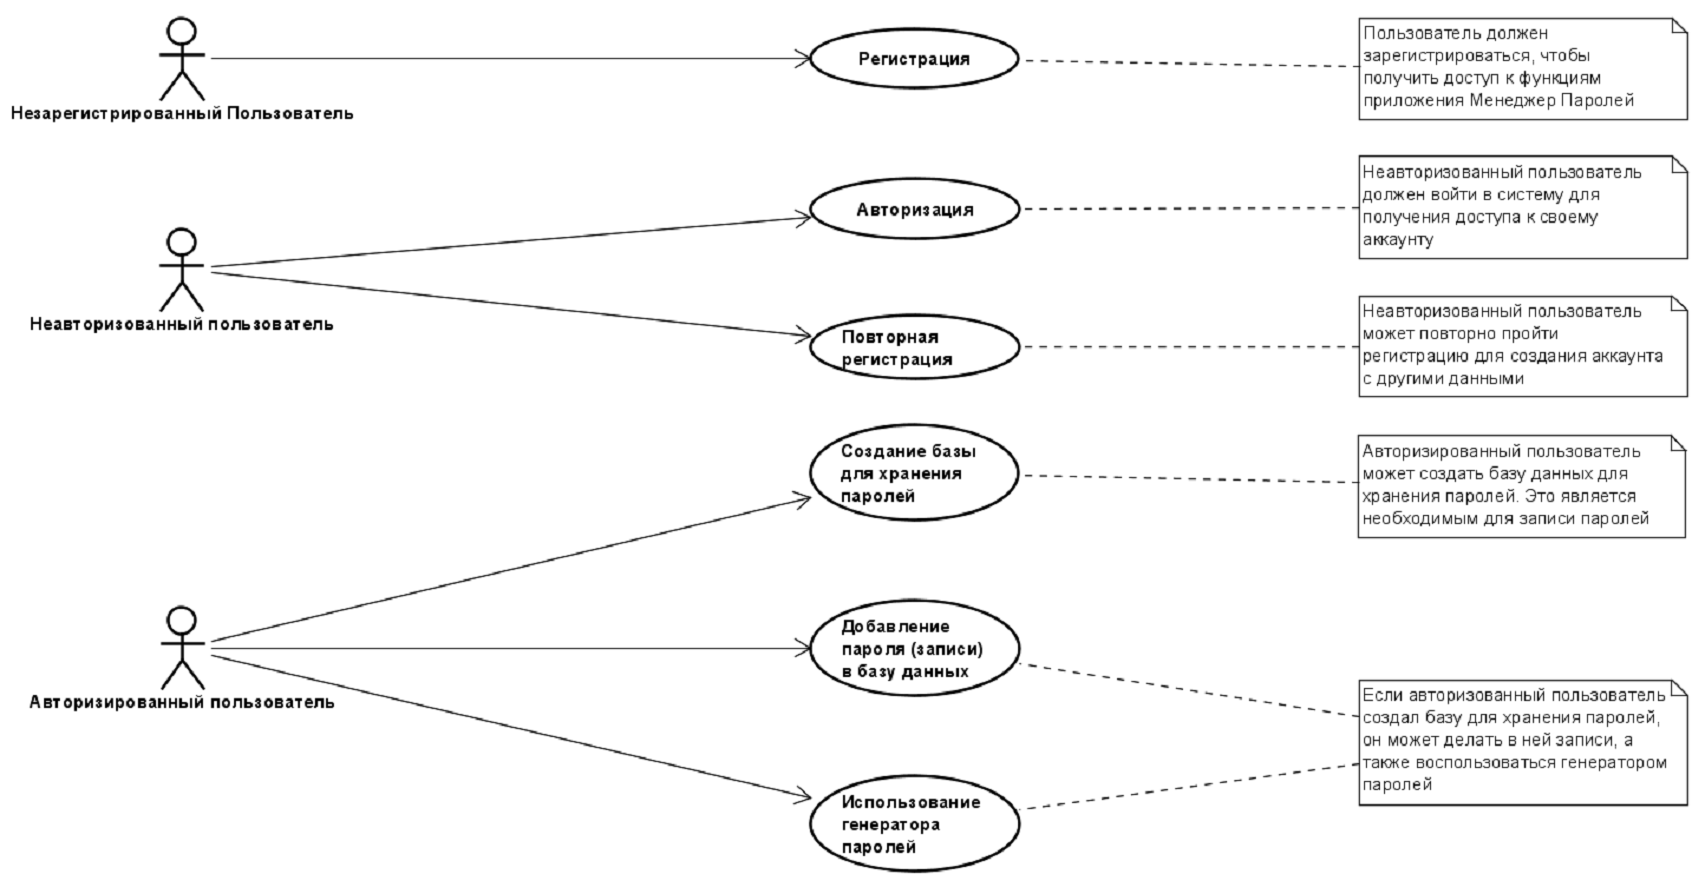 Незарегистрированный Пользователь
Регистрация
Пользователь должен
зарегистрироваться, чтобы
получить доступ к функциям
приложения Менеджер Паролей
Неавторизованный пользователь
Авторизация
Неавторизованный пользователь
должен войти в систему для
получения доступа к своему
аккаунту
Повторная
регистрация
Неавторизованный пользователь
может повторно пройти
регистрацию для создания аккаунта
с другими данными
Авторизированный пользователь
Создание базы
для хранения
паролей
Авторизированный пользователь
может создать базу данных для
хранения паролей. Это является
необходимым для записи паролей
Добавление
пароля (записи)
в базу данных
Использование
генератора
паролей
Если авторизованный пользователь
создал базу для хранения паролей,
он может делать в ней записи, а
также воспользоваться генератором
паролей